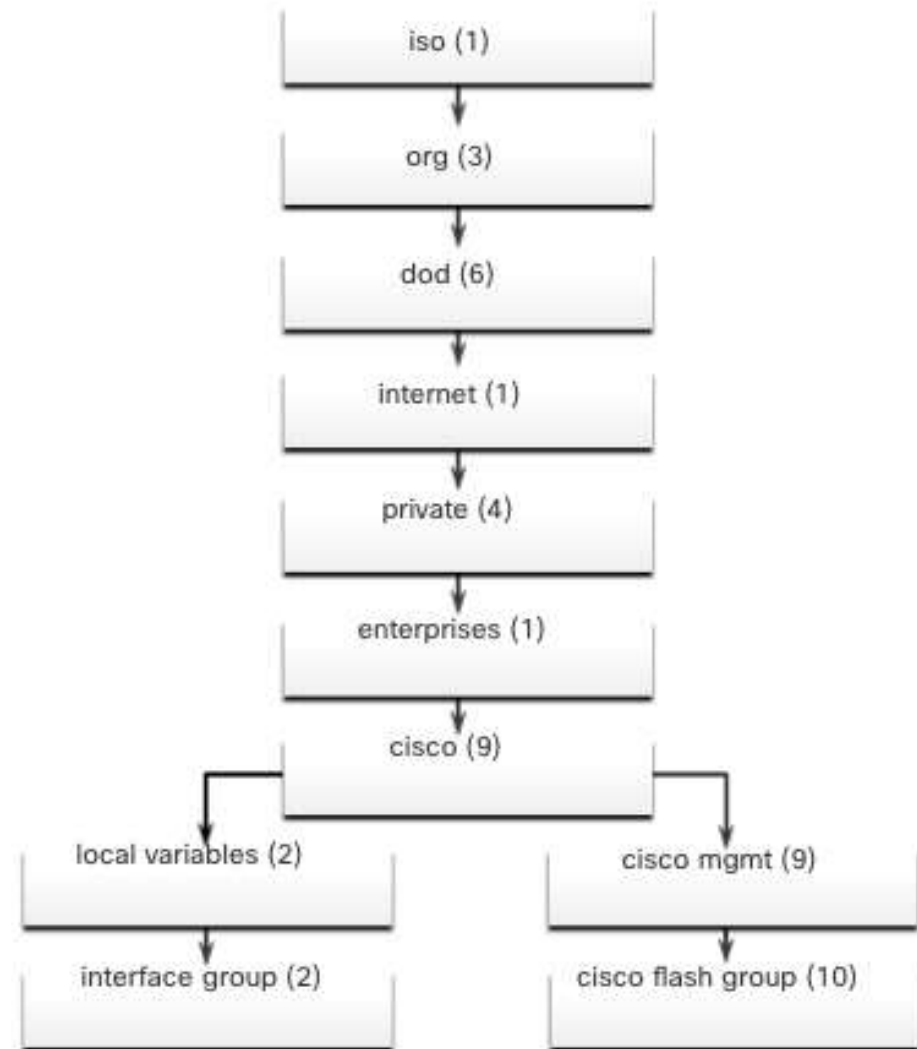 iso (1)
org (3)
dod (6)
internet (1)
private (4)
enterprises (1)
cisco (9)
local variables (2)
cisco mgmt (9)
interface group (2)
cisco flash group (10)